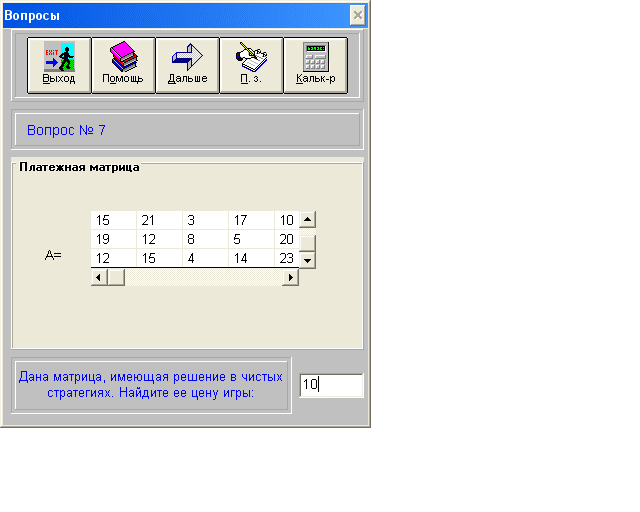 Вопросы
EXIT
Выход Помощь Дальше П. з. Кальк-р
Вопрос № 7
Платежная матрица
15 21 3 17 10
19 12 8 5 20
A=
12 15 4 14 23
Дана матрица, имеющая решение в чистых
стратегиях. Найдите ее цену игры:
10